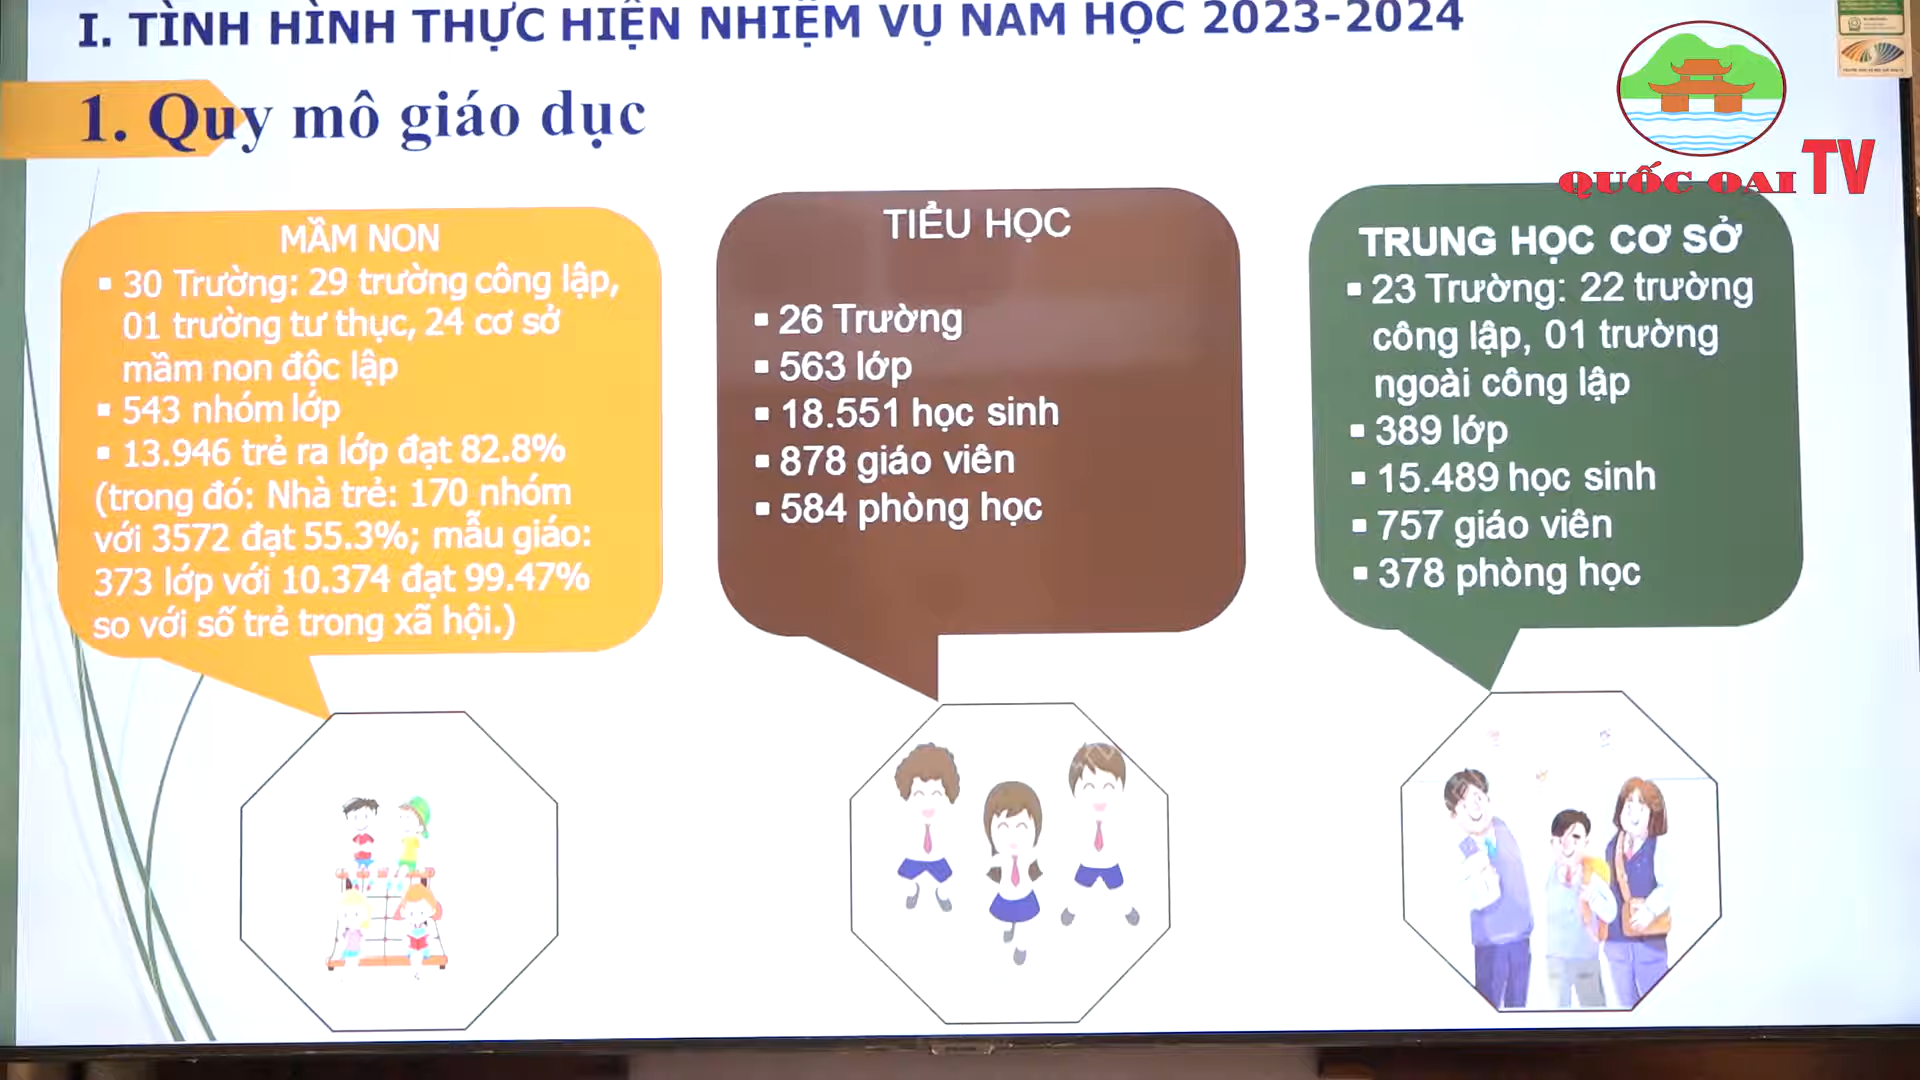 I. TÌNH HÌNH THỰC HIỆN NHIỆM VỤ NĂM HỌC 2023-2024
1. Quy mô giáo dục
QUỐC OAI TV
MẦM NON
▪ 30 Trường: 29 trường công lập,
01 trường tư thục, 24 cơ sở
mầm non độc lập
▪ 543 nhóm lớp
▪ 13.946 trẻ ra lớp đạt 82.8%
(trong đó: Nhà trẻ: 170 nhóm
với 3572 đạt 55.3%; mẫu giáo:
373 lớp với 10.374 đạt 99.47%
so với số trẻ trong xã hội.)
TIỂU HỌC
▪ 26 Trường
▪ 563 lớp
▪ 18.551 học sinh
▪ 878 giáo viên
▪ 584 phòng học
TRUNG HỌC CƠ SỞ
▪ 23 Trường: 22 trường
công lập, 01 trường
ngoài công lập
▪ 389 lớp
▪ 15.489 học sinh
▪ 757 giáo viên
▪ 378 phòng học